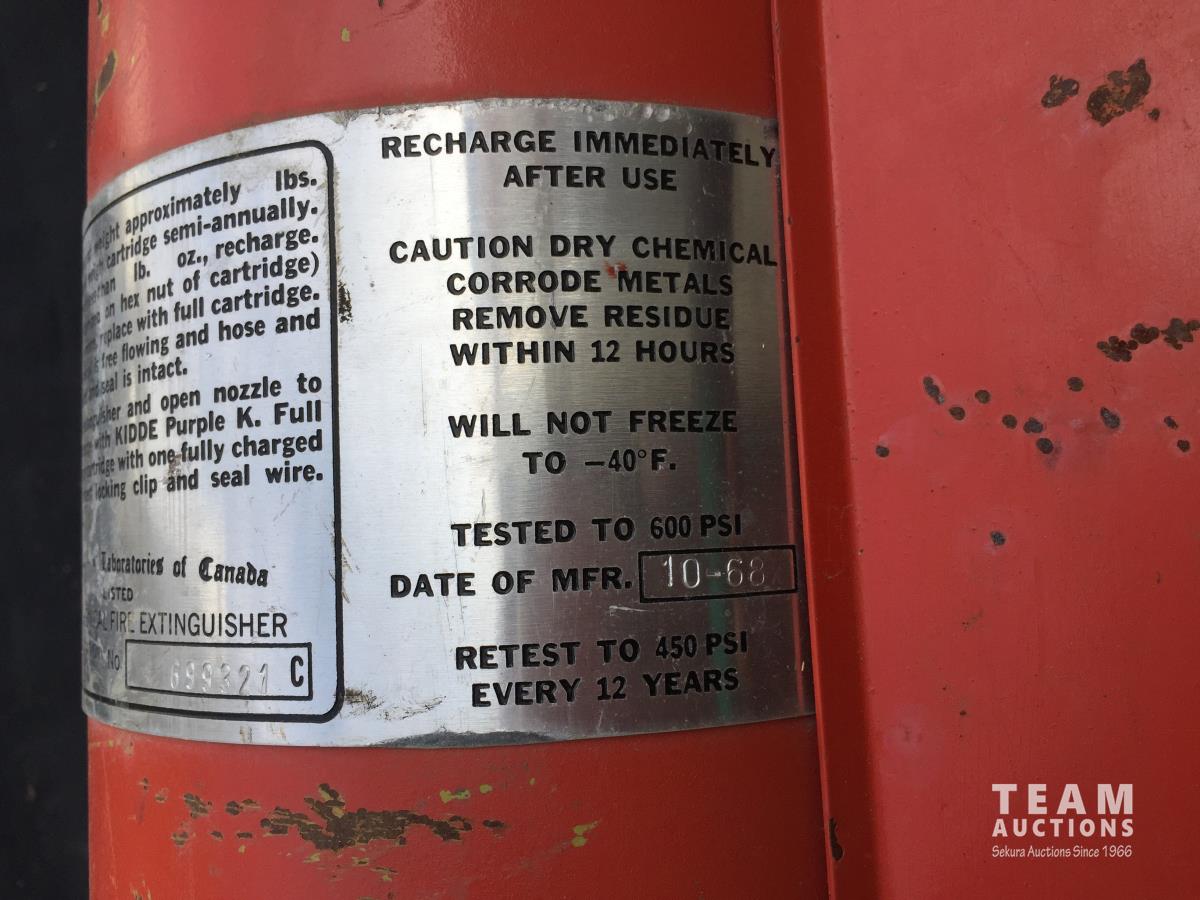 weight approximately lbs.
cartridge semi-annually.
than lb. oz., recharge.
on hex nut of cartridge)
replace with full cartridge.
is free flowing and hose and
seal is intact.
and open nozzle to
with KIDDE Purple K. Full
cartridge with one fully charged
locking clip and seal wire.
Laboratories of Canada
LISTED
FIRE EXTINGUISHER
No 699321 C
RECHARGE IMMEDIATELY
AFTER USE
CAUTION DRY CHEMICAL
CORRODE METALS
REMOVE RESIDUE
WITHIN 12 HOURS
WILL NOT FREEZE
TO -40°F.
TESTED TO 600 PSI
DATE OF MFR. 10-68
RETEST TO 450 PSI
EVERY 12 YEARS
TEAM
AUCTIONS
Sekura Auctions Since 1966